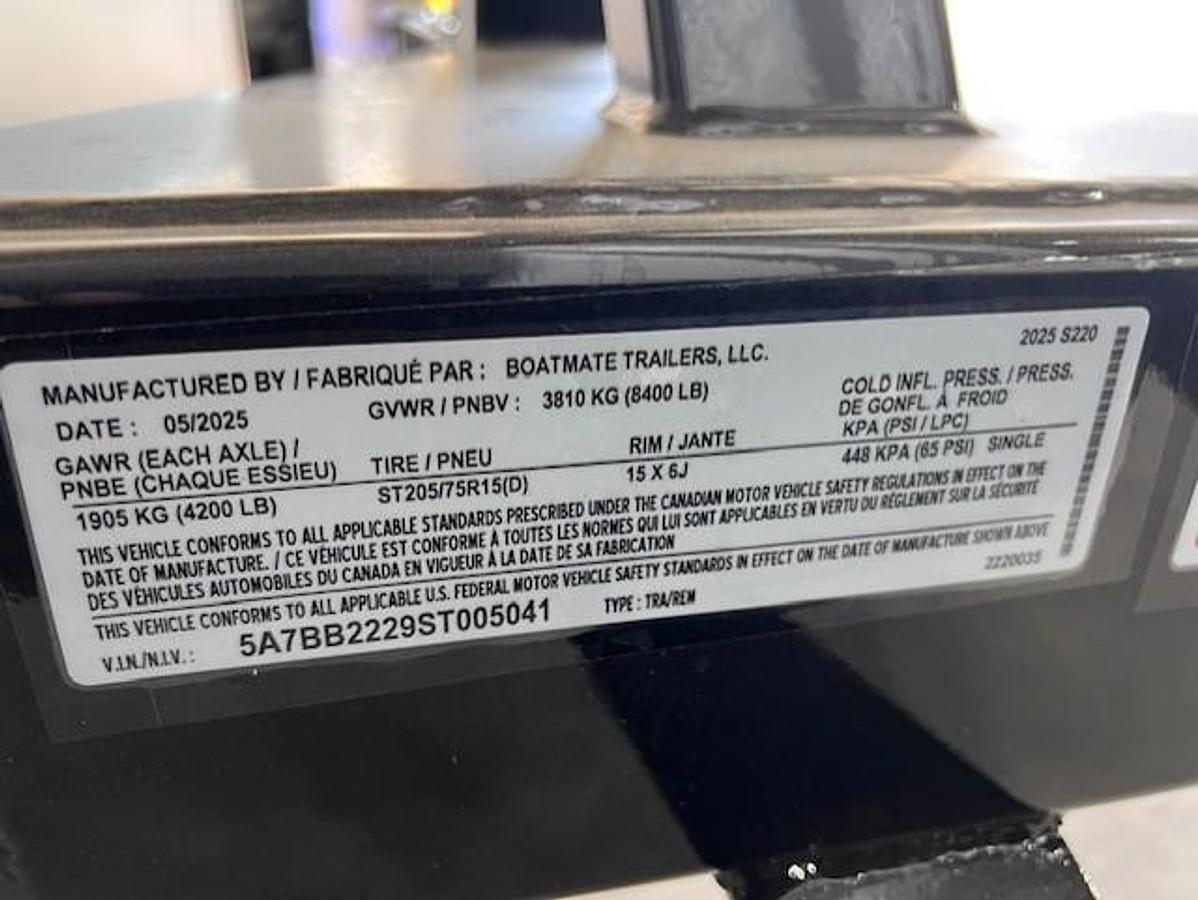 2025 S220
MANUFACTURED BY / FABRIQUÉ PAR : BOATMATE TRAILERS, LLC.
DATE : 05/2025 GVWR / PNBV : 3810 KG (8400 LB) COLD INFL. PRESS. / PRESS.
DE GONFL. À FROID
GAWR (EACH AXLE) / KPA (PSI / LPC)
PNBE (CHAQUE ESSIEU) TIRE / PNEU RIM / JANTE
1905 KG (4200 LB) ST205/75R15(D) 15 X 6J 448 KPA (65 PSI) SINGLE
THIS VEHICLE CONFORMS TO ALL APPLICABLE STANDARDS PRESCRIBED UNDER THE CANADIAN MOTOR VEHICLE SAFETY REGULATIONS IN EFFECT ON THE
DATE OF MANUFACTURE. / CE VÉHICULE EST CONFORME À TOUTES LES NORMES QUI LUI SONT APPLICABLES EN VERTU DU RÉGLEMENT SUR LA SÉCURITÉ
DES VÉHICULES AUTOMOBILES DU CANADA EN VIGUEUR À LA DATE DE SA FABRICATION
THIS VEHICLE CONFORMS TO ALL APPLICABLE U.S. FEDERAL MOTOR VEHICLE SAFETY STANDARDS IN EFFECT ON THE DATE OF MANUFACTURE SHOWN ABOVE
V.I.N./N.I.V. : 5A7BB2229ST005041 TYPE : TRA/REM 2220035